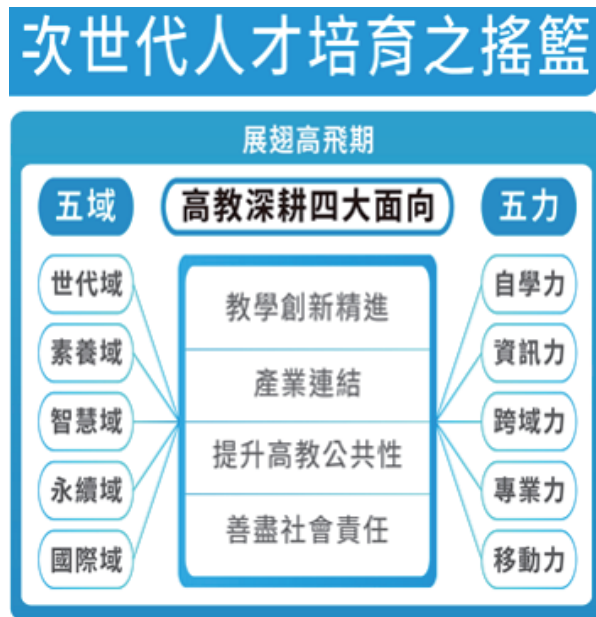 次世代人才培育之搖籃
展翅高飛期
五域
高教深耕四大面向
五力
世代域
素養域
智慧域
永續域
國際域
教學創新精進
產業連結
提升高教公共性
善盡社會責任
自學力
資訊力
跨域力
專業力
移動力